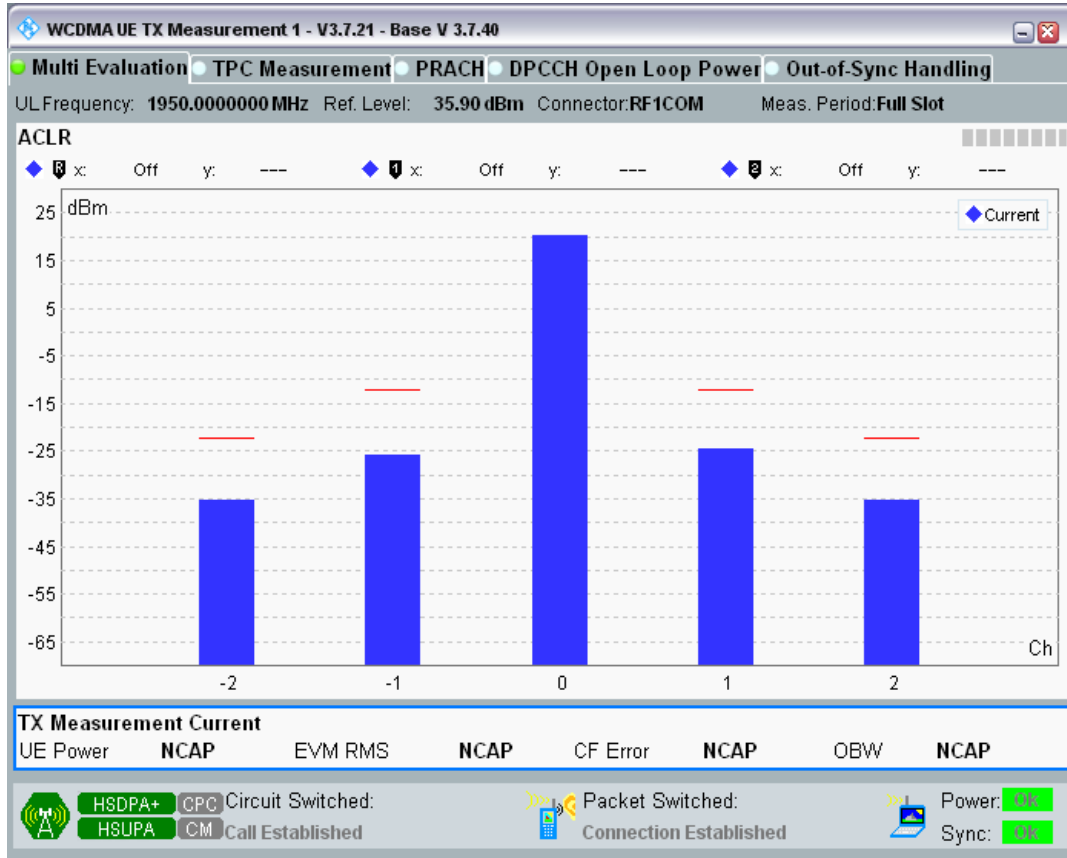 WCDMA UE TX Measurement 1 - V3.7.21 - Base V 3.7.40
Multi Evaluation TPC Measurement PRACH DPCCH Open Loop Power Out-of-Sync Handling
UL Frequency: 1950.0000000 MHz Ref. Level: 35.90 dBm Connector:RF1COM Meas. Period:Full Slot
ACLR
R x: Off y: --- 1 x: Off y: --- 2 x: Off y: ---
dBm
Current
25
15
5
-5
-15
-25
-35
-45
-55
-65
Ch
-2 -1 0 1 2
TX Measurement Current
UE Power NCAP EVM RMS NCAP CF Error NCAP OBW NCAP
HSDPA+ CPC Circuit Switched: Packet Switched: Power: Ok
HSUPA CM Call Established Connection Established Sync: Ok